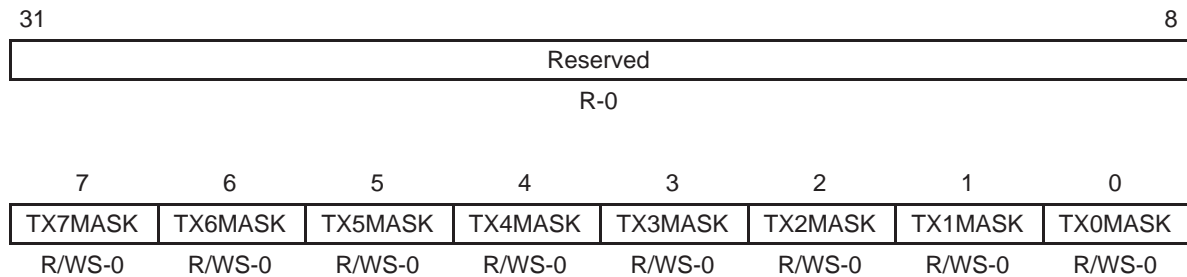 31 8
Reserved
R-0
7 6 5 4 3 2 1 0
TX7MASK TX6MASK TX5MASK TX4MASK TX3MASK TX2MASK TX1MASK TX0MASK
R/WS-0 R/WS-0 R/WS-0 R/WS-0 R/WS-0 R/WS-0 R/WS-0 R/WS-0